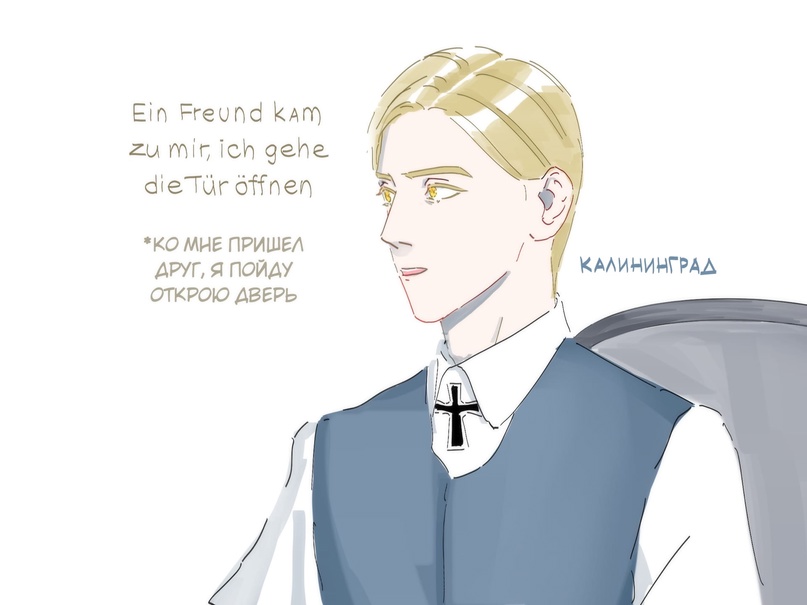 Ein Freund kam
zu mir, ich gehe
die Tür öffnen
*КО МНЕ ПРИШЕЛ
ДРУГ, Я ПОЙДУ
ОТКРОЮ ДВЕРЬ
КАЛИНИНГРАД